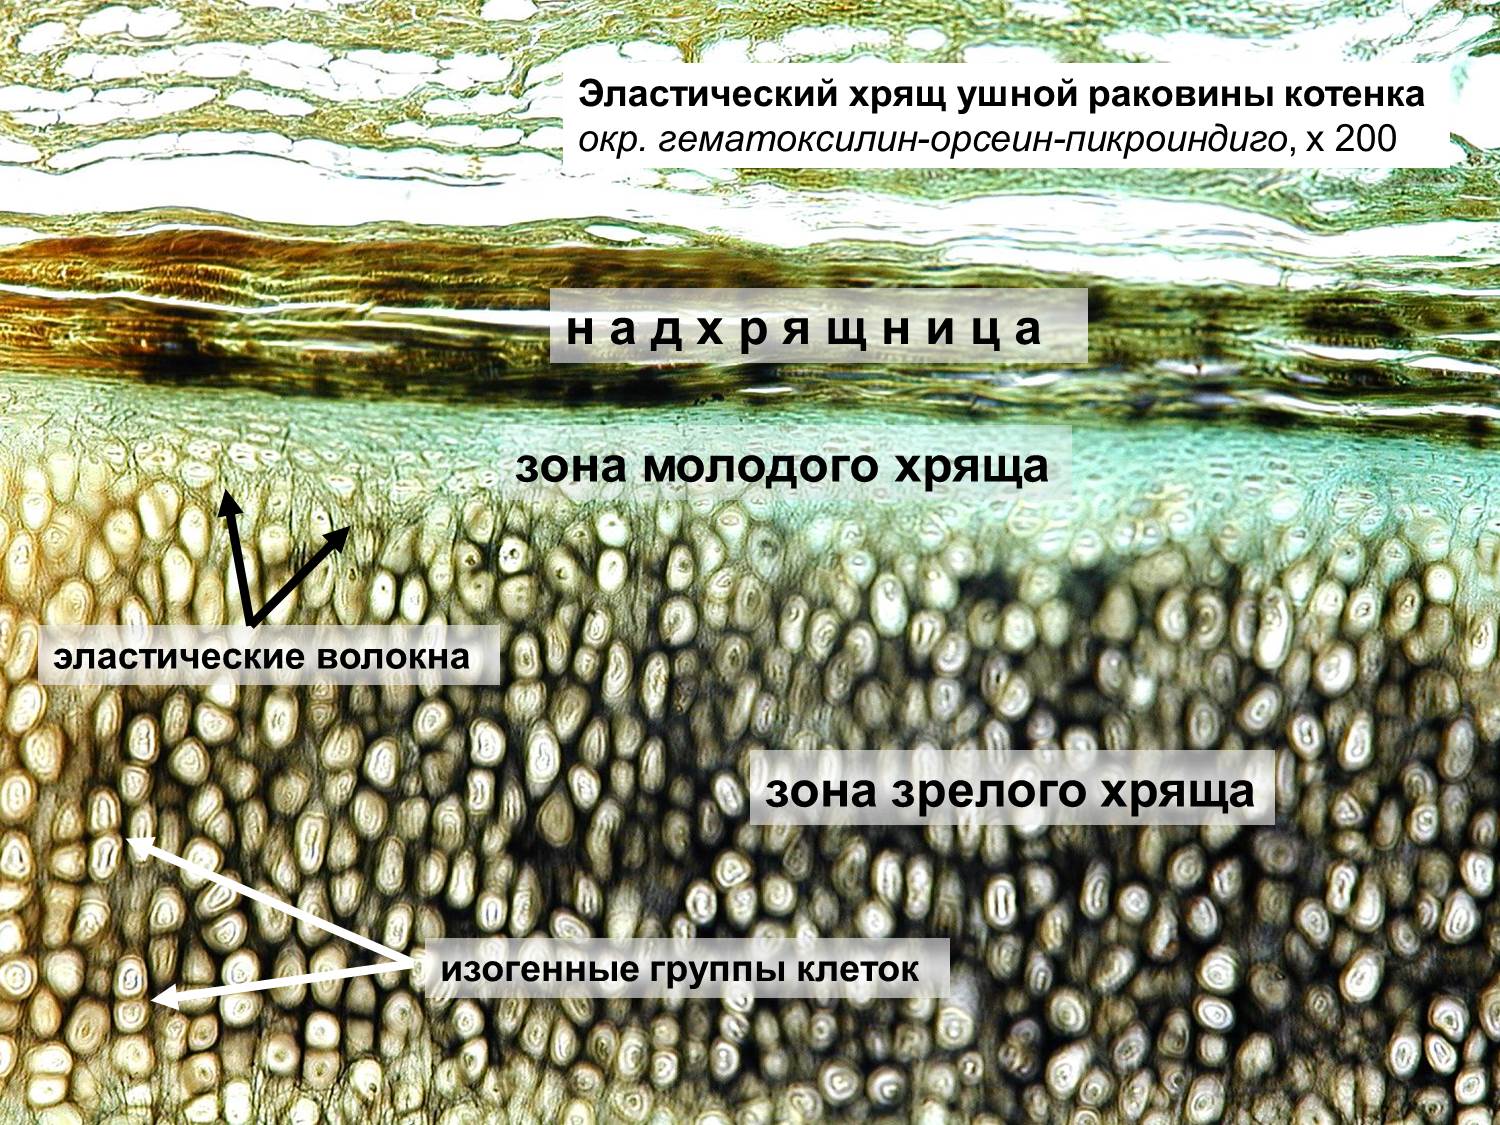 Эластический хрящ ушной раковины котенка
окр. гематоксилин-орсеин-пикроиндиго, х 200
н а д х р я щ н и ц а
зона молодого хряща
эластические волокна
зона зрелого хряща
изогенные группы клеток